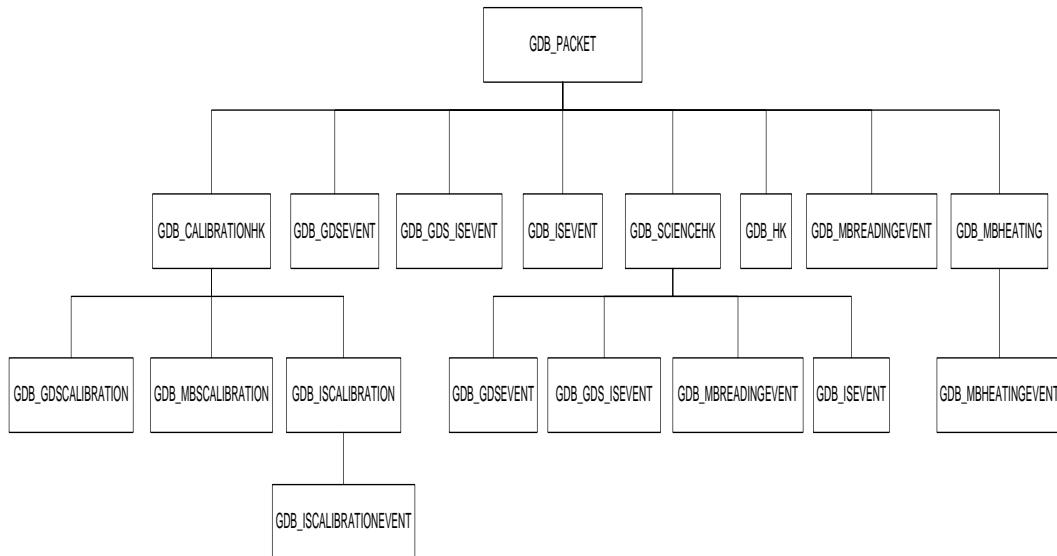 GDB_PACKET
GDB_CALIBRATIONHK
GDB_GDSEVENT
GDB_GDS_ISEVENT
GDB_ISEVENT
GDB_SCIENCEHK
GDB_HK
GDB_MBREADINGEVENT
GDB_MBHEATING
GDB_GDSCALIBRATION
GDB_MBSCALIBRATION
GDB_ISCALIBRATION
GDB_GDSEVENT
GDB_GDS_ISEVENT
GDB_MBREADINGEVENT
GDB_ISEVENT
GDB_MBHEATINGEVENT
GDB_ISCALIBRATIONEVENT